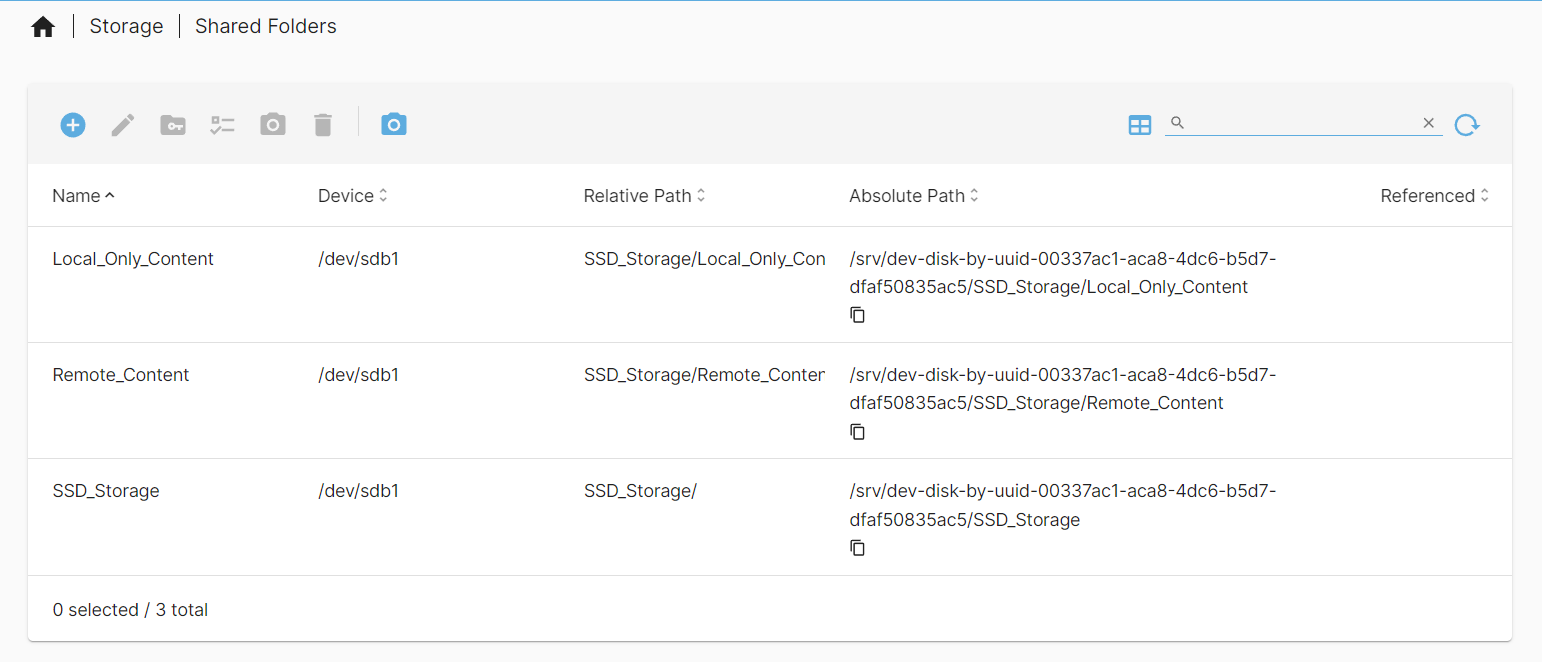 Storage
Shared Folders
Name
Device
Relative Path
Absolute Path
Referenced
Local_Only_Content
/dev/sdb1
SSD_Storage/Local_Only_Con
/srv/dev-disk-by-uuid-00337ac1-aca8-4dc6-b5d7-
dfaf50835ac5/SSD_Storage/Local_Only_Content
Remote_Content
/dev/sdb1
SSD_Storage/Remote_Conter
/srv/dev-disk-by-uuid-00337ac1-aca8-4dc6-b5d7-
dfaf50835ac5/SSD_Storage/Remote_Content
SSD_Storage
/dev/sdb1
SSD_Storage/
/srv/dev-disk-by-uuid-00337ac1-aca8-4dc6-b5d7-
dfaf50835ac5/SSD_Storage
0 selected / 3 total